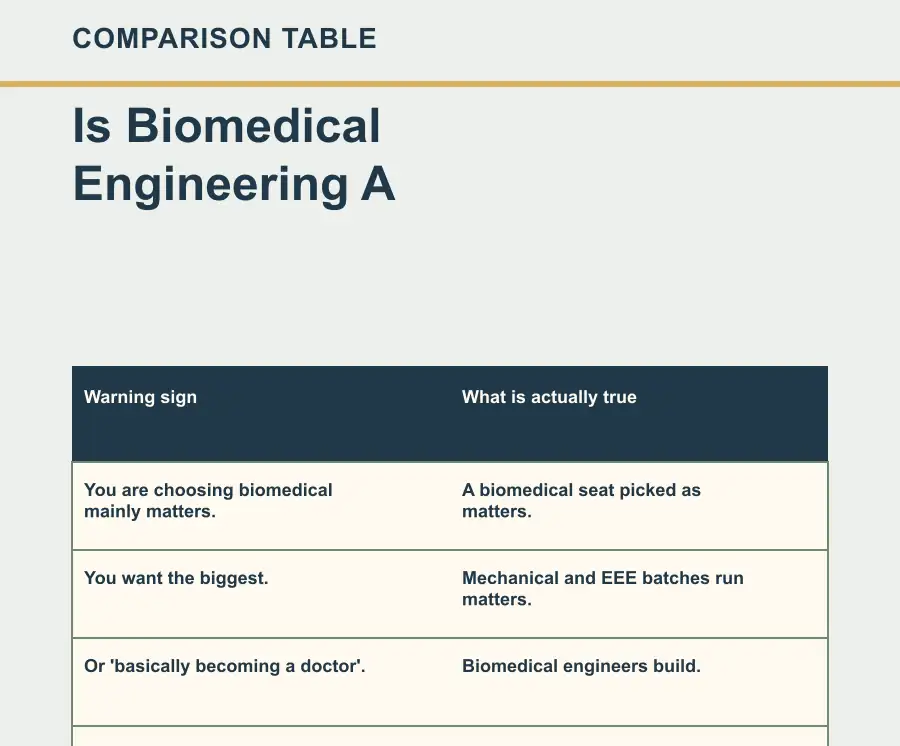 COMPARISON TABLE
Is Biomedical
Engineering A
Warning sign
What is actually true
You are choosing biomedical
mainly matters.
A biomedical seat picked as
matters.
You want the biggest.
Mechanical and EEE batches run
matters.
Or 'basically becoming a doctor'.
Biomedical engineers build.